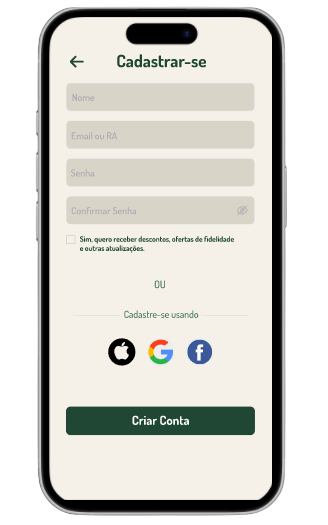 Cadastrar-se
Nome
Email ou RA
Senha
Confirmar Senha
Sim, quero receber descontos, ofertas de fidelidade
e outras atualizações.
OU
Cadastre-se usando
Criar Conta